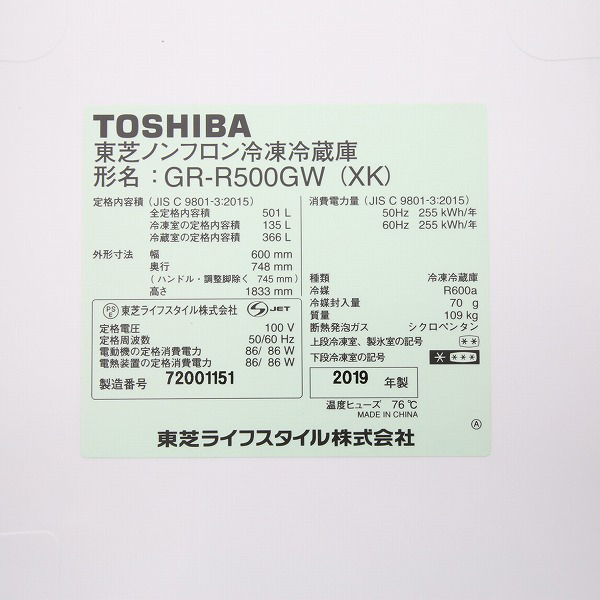 TOSHIBA
東芝ノンフロン冷凍冷蔵庫
形名：GR-R500GW（XK）
定格内容積（JIS C 9801-3:2015）
全定格内容積 501 L
冷凍室の定格内容積 135 L
冷蔵室の定格内容積 366 L
外形寸法 幅 600 mm
奥行 748 mm
（ハンドル・調整脚除く 745 mm）
高さ 1833 mm
PSE 東芝ライフスタイル株式会社 S JET
定格電圧 100 V
定格周波数 50/60 Hz
電動機の定格消費電力 86/ 86 W
電熱装置の定格消費電力 86/ 86 W
製造番号 72001151
消費電力量（JIS C 9801-3:2015）
50Hz 255 kWh/年
60Hz 255 kWh/年
種類 冷凍冷蔵庫
冷媒 R600a
冷媒封入量 70 g
質量 109 kg
断熱発泡ガス シクロペンタン
上段冷凍室、製氷室の記号 **
下段冷凍室の記号 * ***
2019 年製
温度ヒューズ 76℃
MADE IN CHINA
A
東芝ライフスタイル株式会社